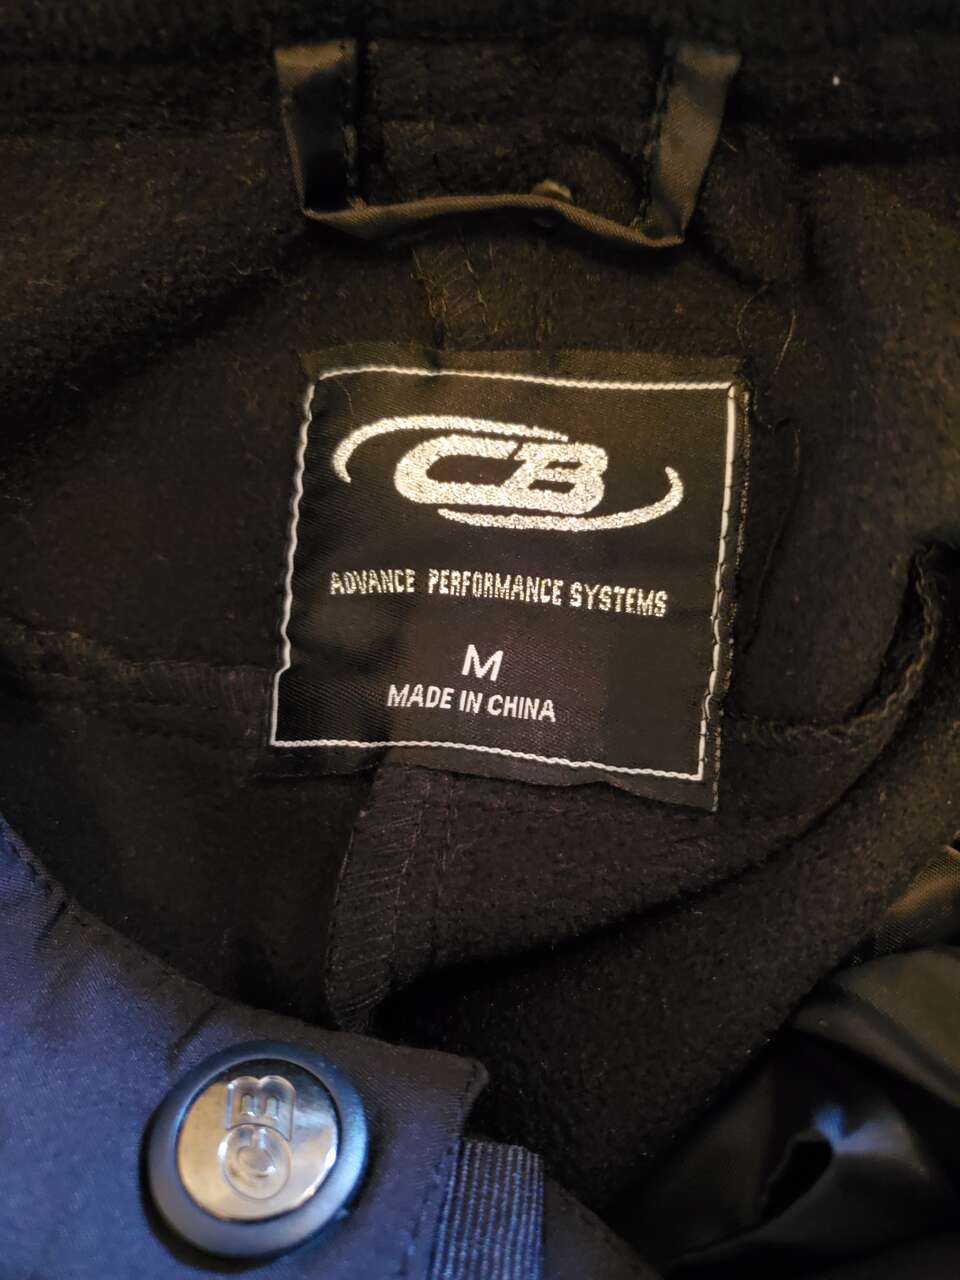 CB
ADVANCE PERFORMANCE SYSTEMS
M
MADE IN CHINA
CB